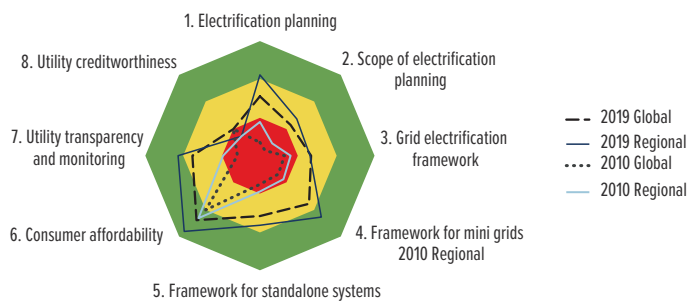 1. Electrification planning
8. Utility creditworthiness
2. Scope of electrification
planning
7. Utility transparency
and monitoring
3. Grid electrification
framework
6. Consumer affordability
4. Framework for mini grids
2010 Regional
5. Framework for standalone systems
2019 Global
2019 Regional
2010 Global
2010 Regional